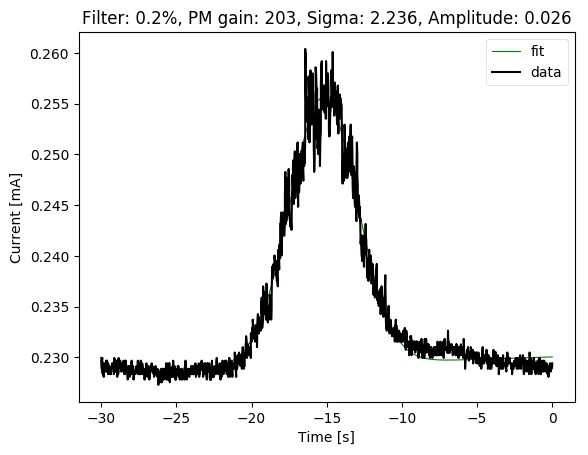 Filter: 0.2%, PM gain: 203, Sigma: 2.236, Amplitude: 0.026
fit
data
0.260
0.255
0.250
0.245
0.240
0.235
0.230
Current [mA]
−30 −25 −20 −15 −10 −5 0
Time [s]